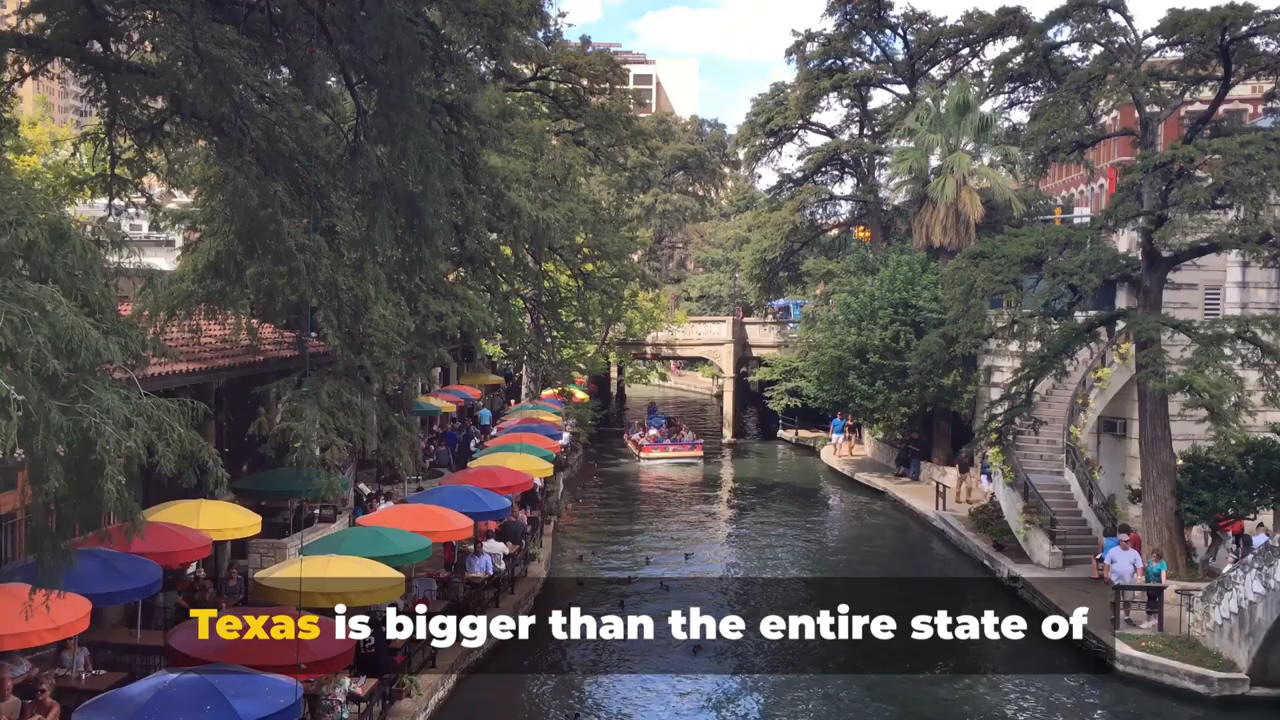 Texas is bigger than the entire state of